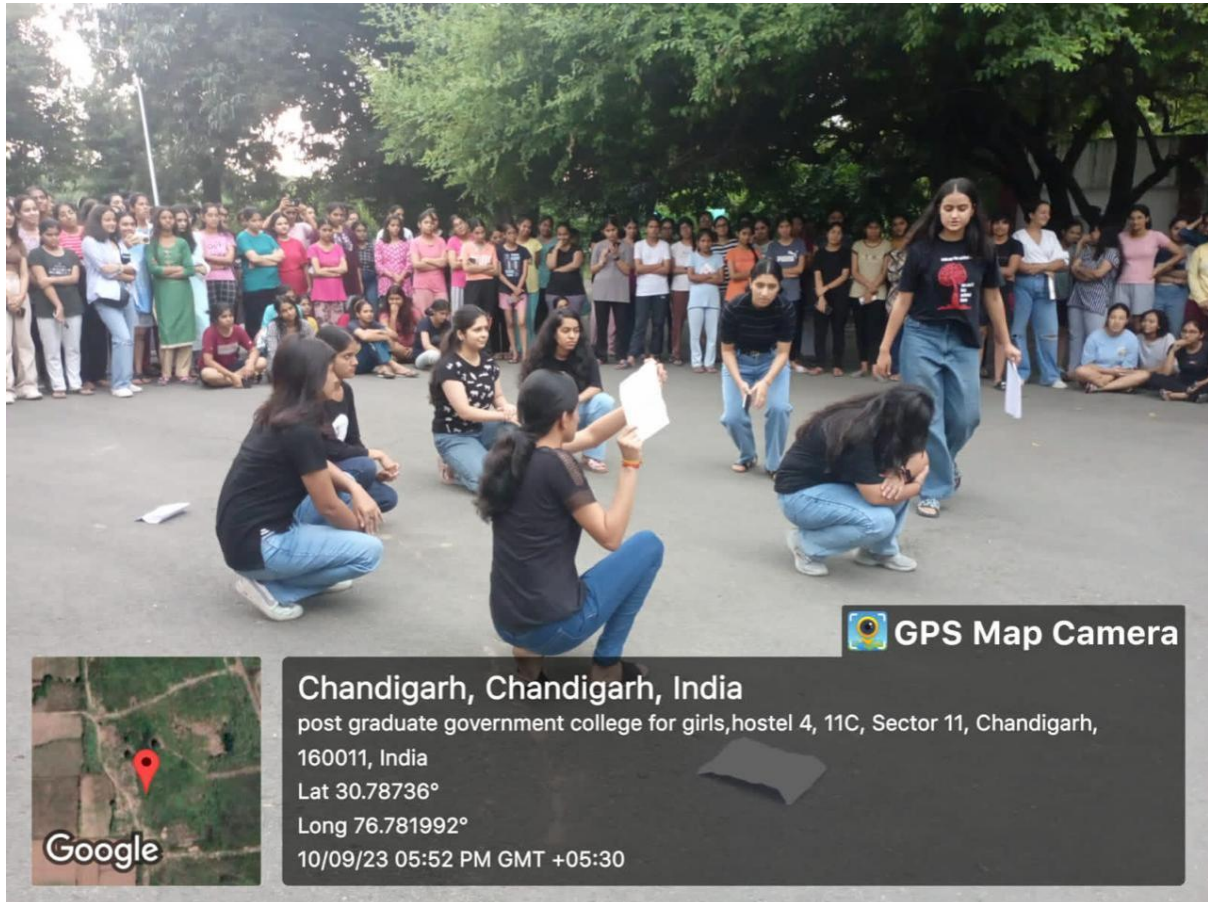 GPS Map Camera
Chandigarh, Chandigarh, India
post graduate government college for girls,hostel 4, 11C, Sector 11, Chandigarh,
160011, India
Lat 30.78736°
Long 76.781992°
10/09/23 05:52 PM GMT +05:30
Google